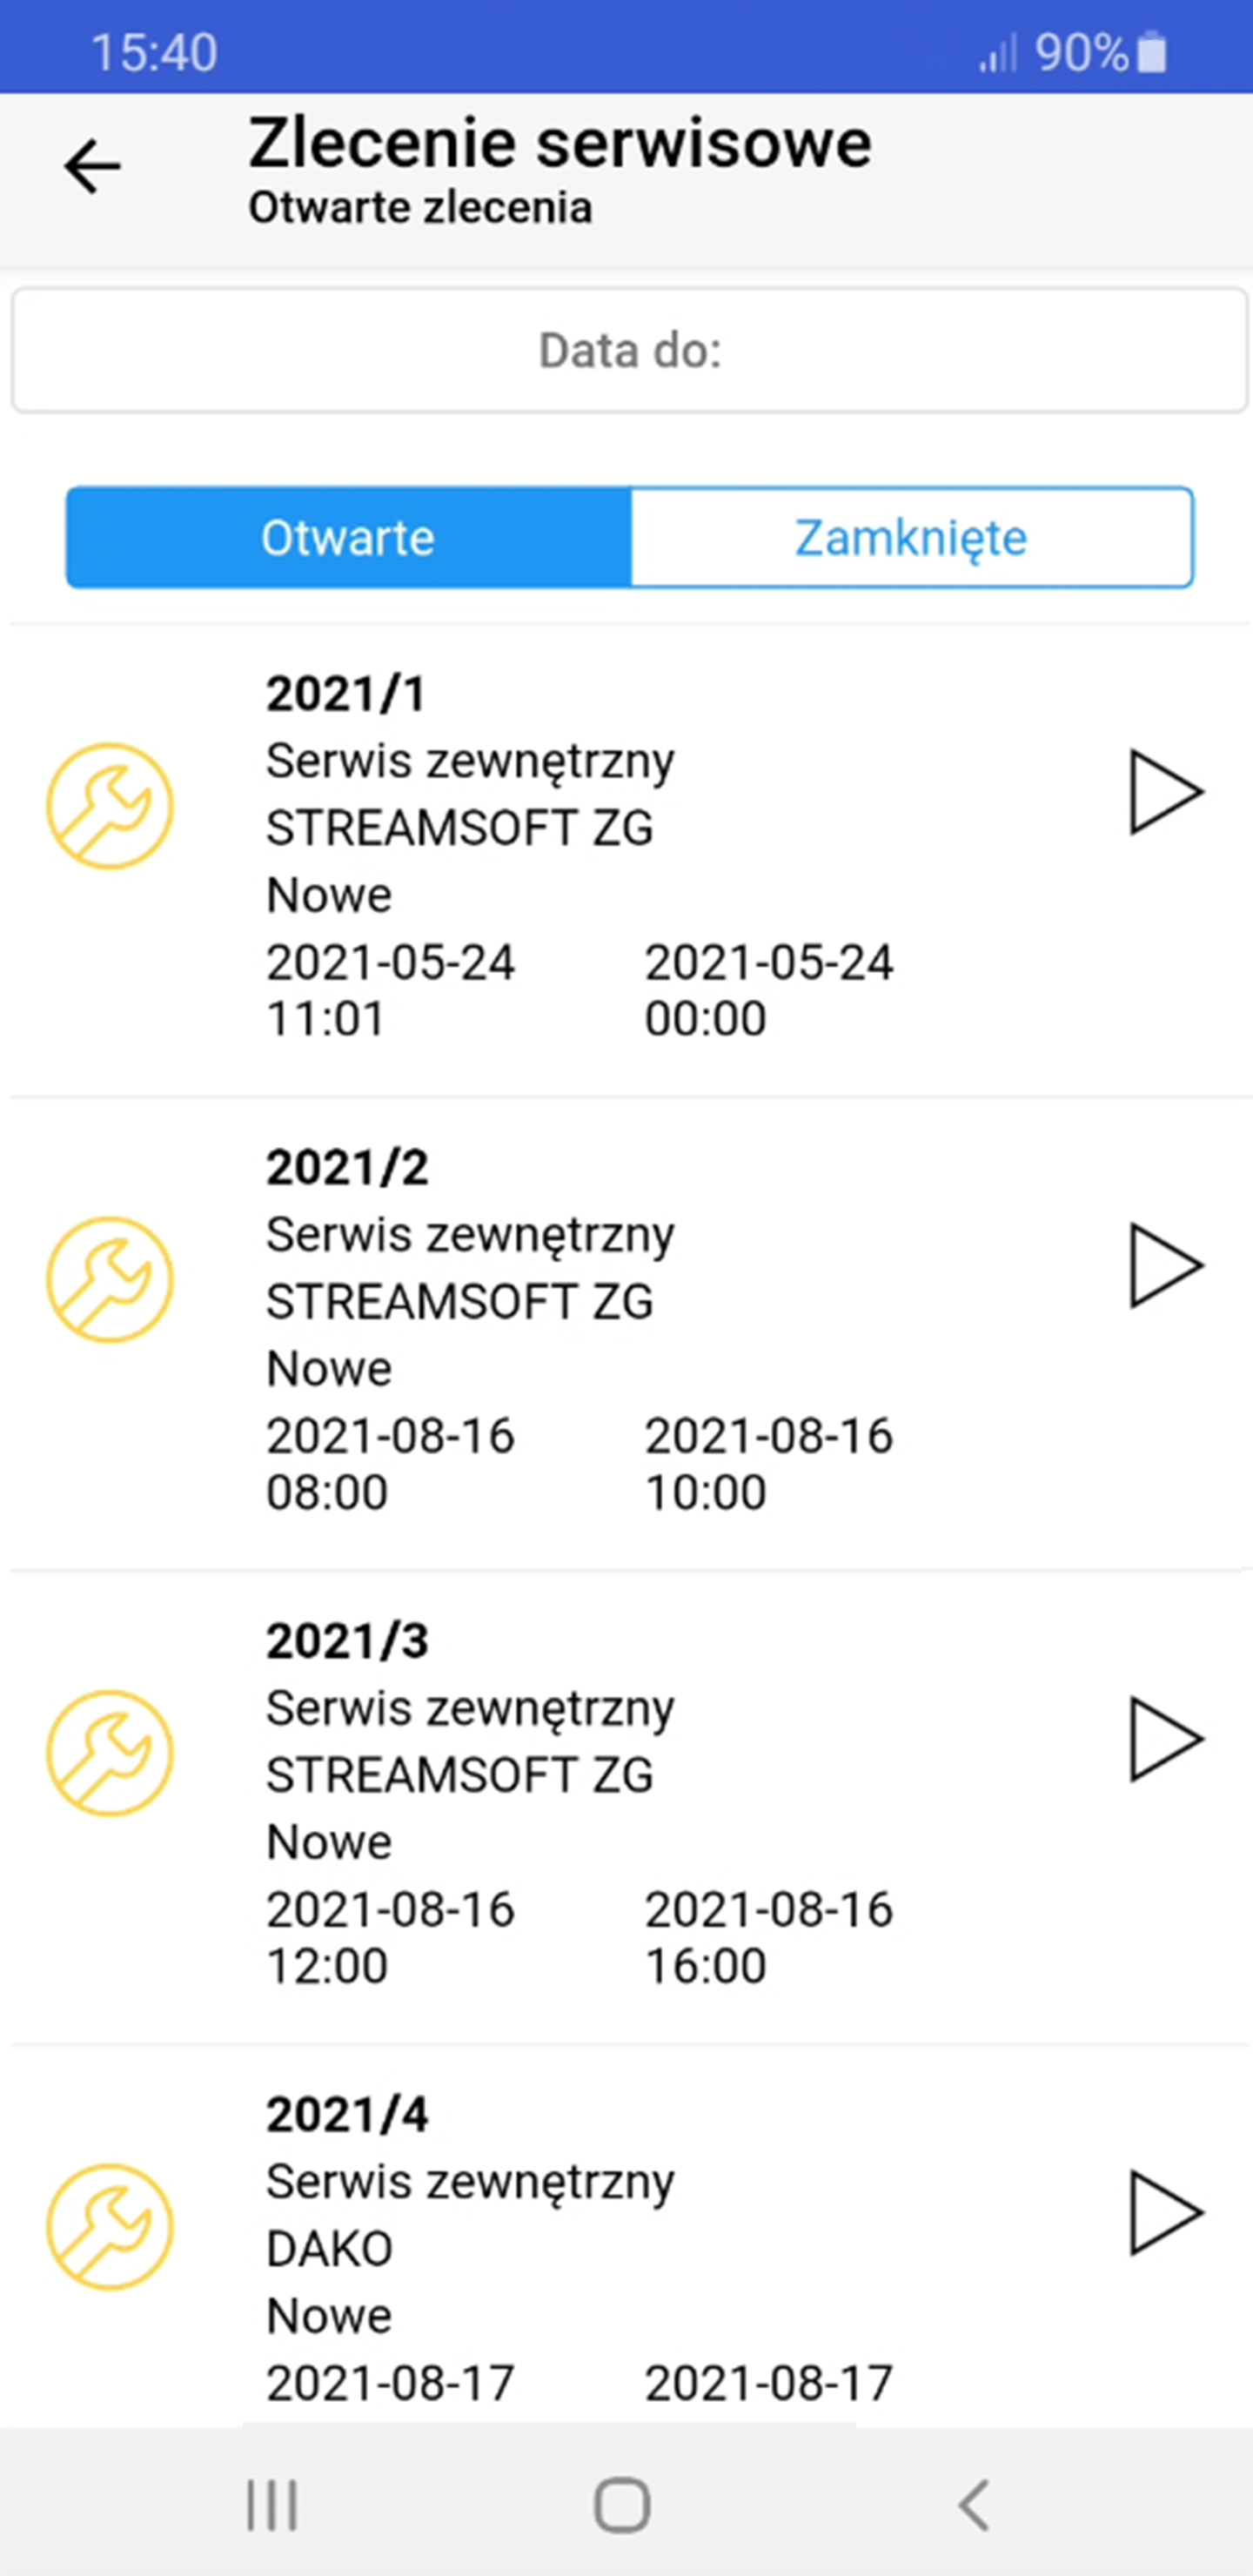 15:40 90%
Zlecenie serwisowe
Otwarte zlecenia
Data do:
Otwarte Zamknięte
2021/1
Serwis zewnętrzny
STREAMSOFT ZG
Nowe
2021-05-24 2021-05-24
11:01 00:00
2021/2
Serwis zewnętrzny
STREAMSOFT ZG
Nowe
2021-08-16 2021-08-16
08:00 10:00
2021/3
Serwis zewnętrzny
STREAMSOFT ZG
Nowe
2021-08-16 2021-08-16
12:00 16:00
2021/4
Serwis zewnętrzny
DAKO
Nowe
2021-08-17 2021-08-17